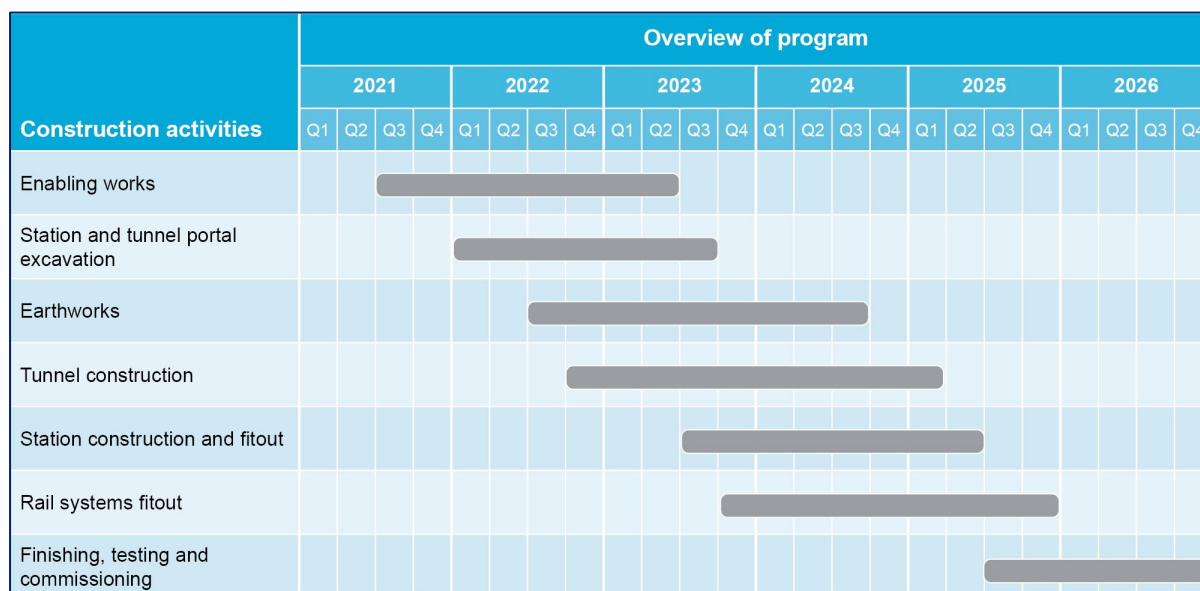 Overview of program
2021 2022 2023 2024 2025 2026
Construction activities Q1 Q2 Q3 Q4 Q1 Q2 Q3 Q4 Q1 Q2 Q3 Q4 Q1 Q2 Q3 Q4 Q1 Q2 Q3 Q4 Q1 Q2 Q3 Q4
Enabling works
Station and tunnel portal
excavation
Earthworks
Tunnel construction
Station construction and fitout
Rail systems fitout
Finishing, testing and
commissioning